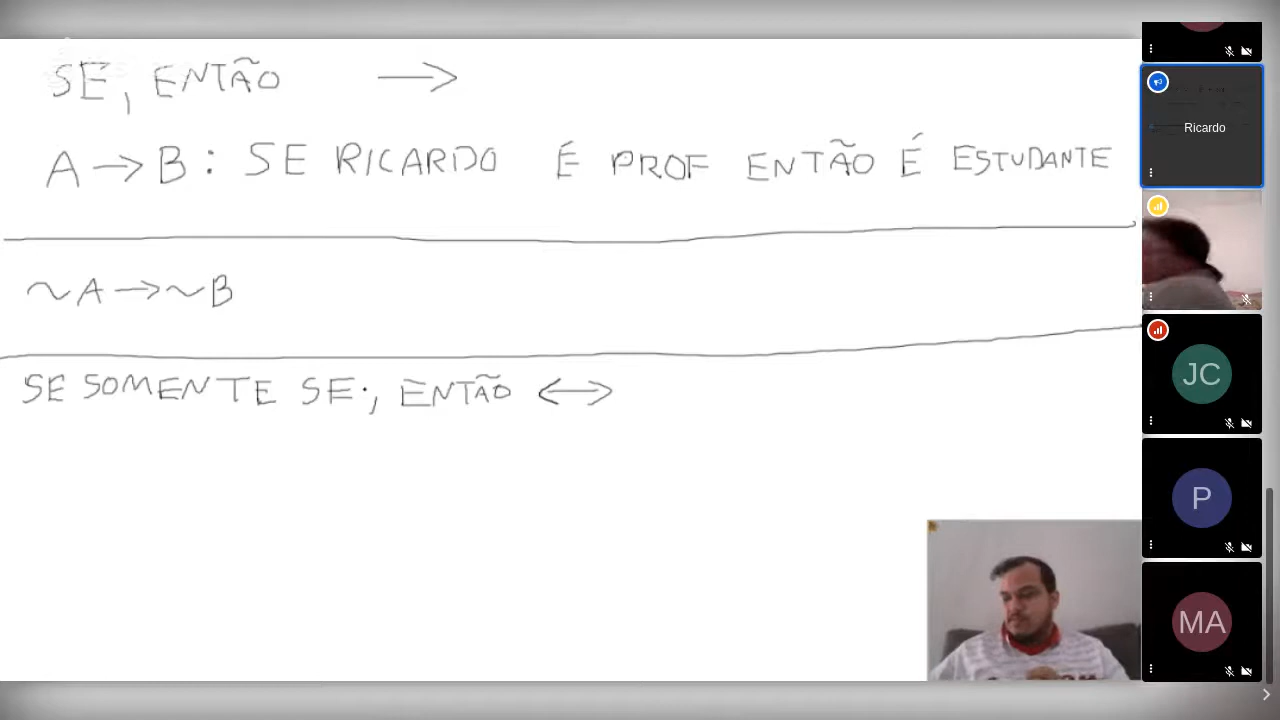 SE, ENTÃO →
A → B : SE RICARDO É PROF ENTÃO É ESTUDANTE
~A → ~B
SE SOMENTE SE·, ENTÃO <->
Ricardo
JC
P
MA